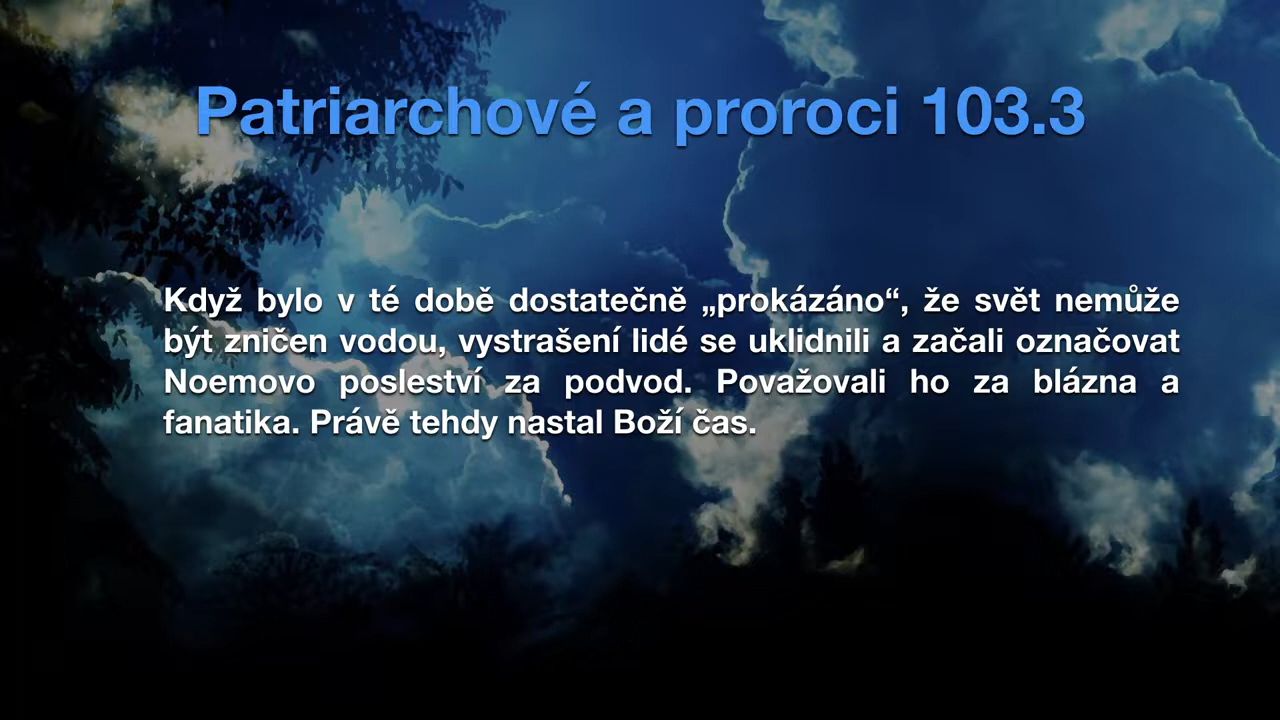 Patriarchové a proroci 103.3
Když bylo v té době dostatečně „prokázáno“, že svět nemůže
být zničen vodou, vystrašení lidé se uklidnili a začali označovat
Noemovo posleství za podvod. Považovali ho za blázna a
fanatika. Právě tehdy nastal Boží čas.